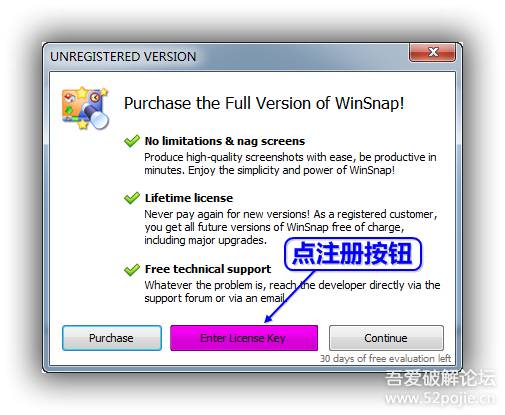 UNREGISTERED VERSION
Purchase the Full Version of WinSnap!
No limitations & nag screens
Produce high-quality screenshots with ease, be productive in
minutes. Enjoy the simplicity and power of WinSnap!
Lifetime license
Never pay again for new versions! As a registered customer,
you get all future versions of WinSnap free of charge,
including major upgrades.
点注册按钮
Free technical support
Whatever the problem is, reach the developer directly via the
support forum or via an email.
Purchase
Enter License Key
Continue
30 days of free evaluation left
吾爱破解论坛
www.52pojie.cn